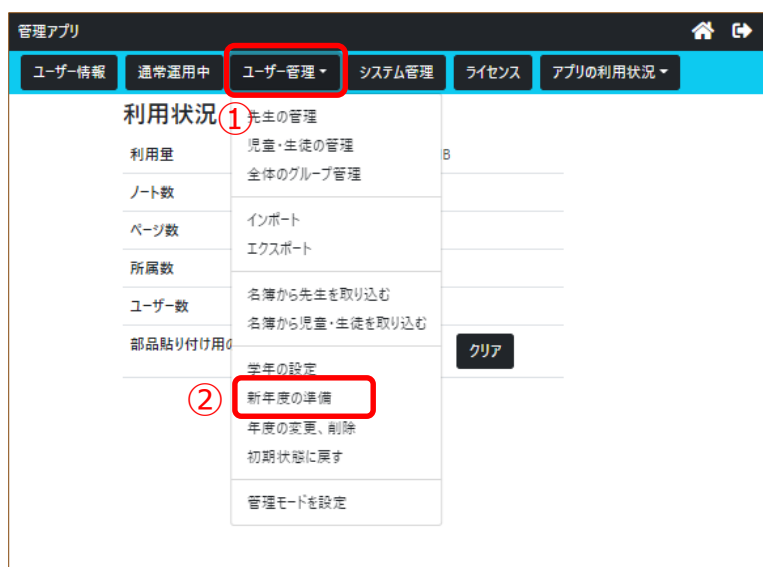 管理アプリ
ユーザー情報 通常運用中 ユーザー管理 システム管理 ライセンス アプリの利用状況
利用状況
①
先生の管理
利用量 児童・生徒の管理 B
全体のグループ管理
ノート数
ページ数 インポート
エクスポート
所属数
ユーザー数 名簿から先生を取り込む
名簿から児童・生徒を取り込む
部品貼り付け用の クリア
学年の設定
② 新年度の準備
年度の変更、削除
初期状態に戻す
管理モードを設定